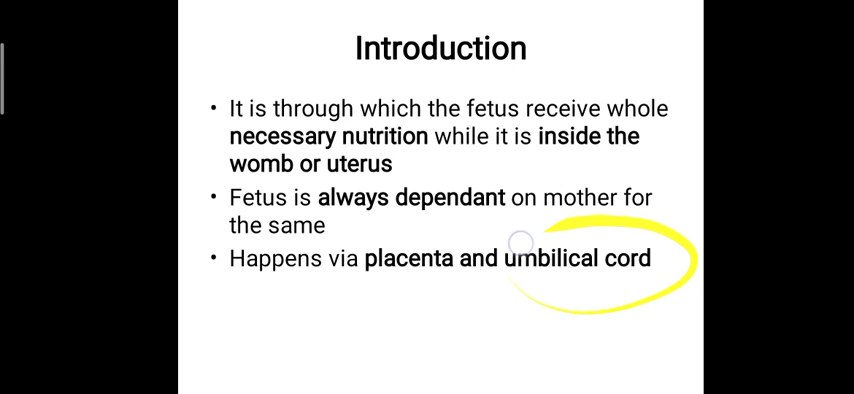 Introduction
• It is through which the fetus receive whole
necessary nutrition while it is inside the
womb or uterus
• Fetus is always dependant on mother for
the same
• Happens via placenta and umbilical cord